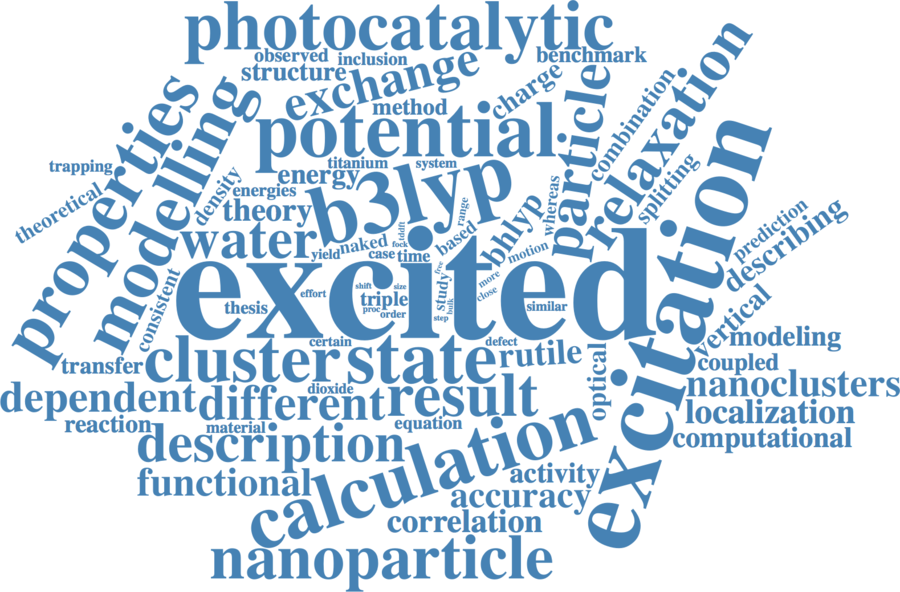 photocatalytic
observed
inclusion
benchmark
structure
exchange
charge
method
potential
particle
combination
relaxation
properties
modelling
trapping
theoretical
density
titanium
system
energy
energies
theory
b3lyp
bhlyp
whereas
splitting
excitation
water
yield
naked
fock
tddft
case
time
based
range
motion
prediction
describing
consistent
excited
thesis
effort
shift
size
triple
proc
order
free
study
bulk
step
more
close
similar
vertical
modeling
certain
defect
transfer
cluster
state
rutile
optical
coupled
nanoclusters
dependent
different
dioxide
result
localization
reaction
material
equation
description
calculation
computational
functional
activity
accuracy
correlation
nanoparticle